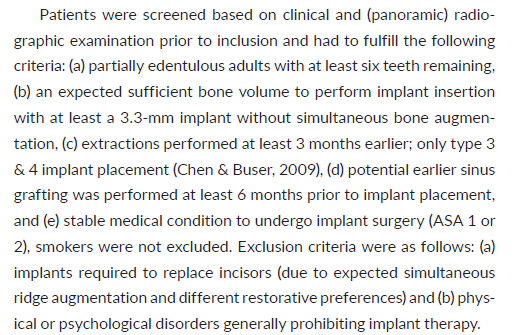 Patients were screened based on clinical and (panoramic) radio-
graphic examination prior to inclusion and had to fulfill the following
criteria: (a) partially edentulous adults with at least six teeth remaining,
(b) an expected sufficient bone volume to perform implant insertion
with at least a 3.3-mm implant without simultaneous bone augmen-
tation, (c) extractions performed at least 3 months earlier; only type 3
& 4 implant placement (Chen & Buser, 2009), (d) potential earlier sinus
grafting was performed at least 6 months prior to implant placement,
and (e) stable medical condition to undergo implant surgery (ASA 1 or
2), smokers were not excluded. Exclusion criteria were as follows: (a)
implants required to replace incisors (due to expected simultaneous
ridge augmentation and different restorative preferences) and (b) phys-
ical or psychological disorders generally prohibiting implant therapy.